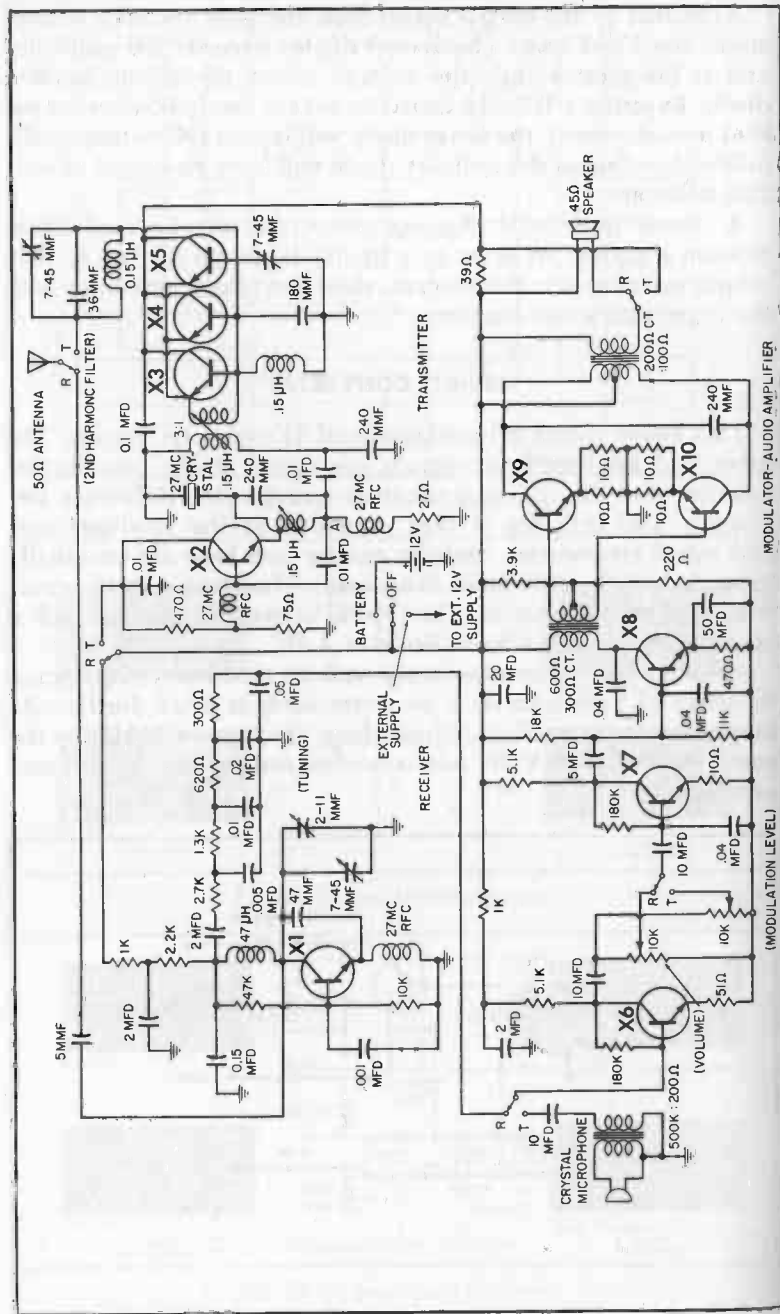 50Ω ANTENNA
R
T
7-45 MMF
36 MMF
0.15 μH
(2ND HARMONIC FILTER)
5 MMF
1K
2 MFD
2.2K
0.15 MFD
2 MFD
2.7K
.005 MFD
1.3K
.01 MFD
620Ω
.02 MFD
300Ω
.05 MFD
47 μH
47 MMF
47K
X1
7-45 MMF
2-11 MMF
(TUNING)
10K
27 MC RFC
.001 MFD
RECEIVER
R
T
.01 MFD
470Ω
27 MC RFC
75Ω
X2
27 MC CRYSTAL
240 MMF
.15 μH
.01 MFD
.01 MFD
27 MC RFC
27Ω
240 MMF
.15 μH
3:1
0.1 MFD
X3
X4
X5
.15 μH
180 MMF
7-45 MMF
TRANSMITTER
BATTERY
OFF
EXTERNAL SUPPLY
12V
TO EXT. 12V SUPPLY
CRYSTAL MICROPHONE
500K : 200Ω
10 MFD
R
T
2 MFD
180K
5.1K
X6
(VOLUME)
51Ω
10 MFD
10K
10K
(MODULATION LEVEL)
R
T
10 MFD
1K
5.1K
180K
.04 MFD
X7
10Ω
5 MFD
18K
11K
.04 MFD
20 MFD
.04 MFD
600Ω
300Ω CT.
X8
470Ω
50 MFD
3.9K
220Ω
X9
10Ω
10Ω
10Ω
10Ω
X10
240 MMF
200Ω CT
:100Ω
R
T
39Ω
45Ω SPEAKER
MODULATOR AUDIO AMPLIFIER